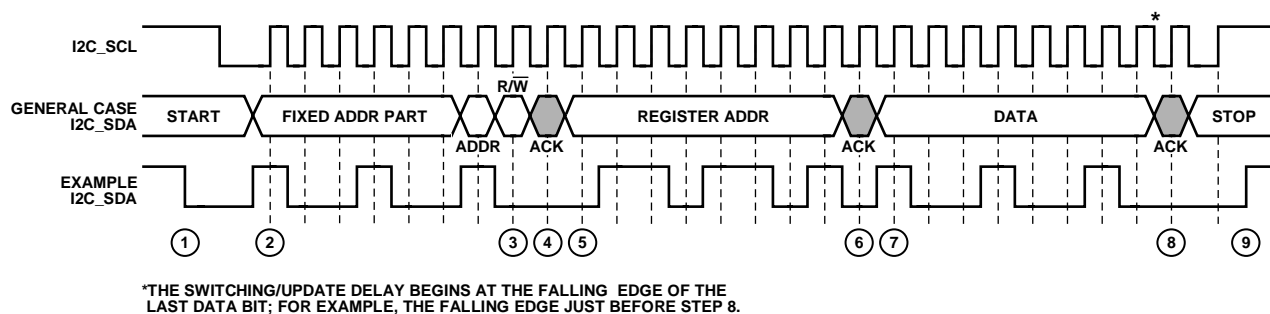 *
I2C_SCL
R/W̅
GENERAL CASE
I2C_SDA
START
FIXED ADDR PART
REGISTER ADDR
DATA
STOP
ADDR
ACK
ACK
ACK
EXAMPLE
I2C_SDA
1
2
3
4
5
6
7
8
9
*THE SWITCHING/UPDATE DELAY BEGINS AT THE FALLING EDGE OF THE
LAST DATA BIT; FOR EXAMPLE, THE FALLING EDGE JUST BEFORE STEP 8.